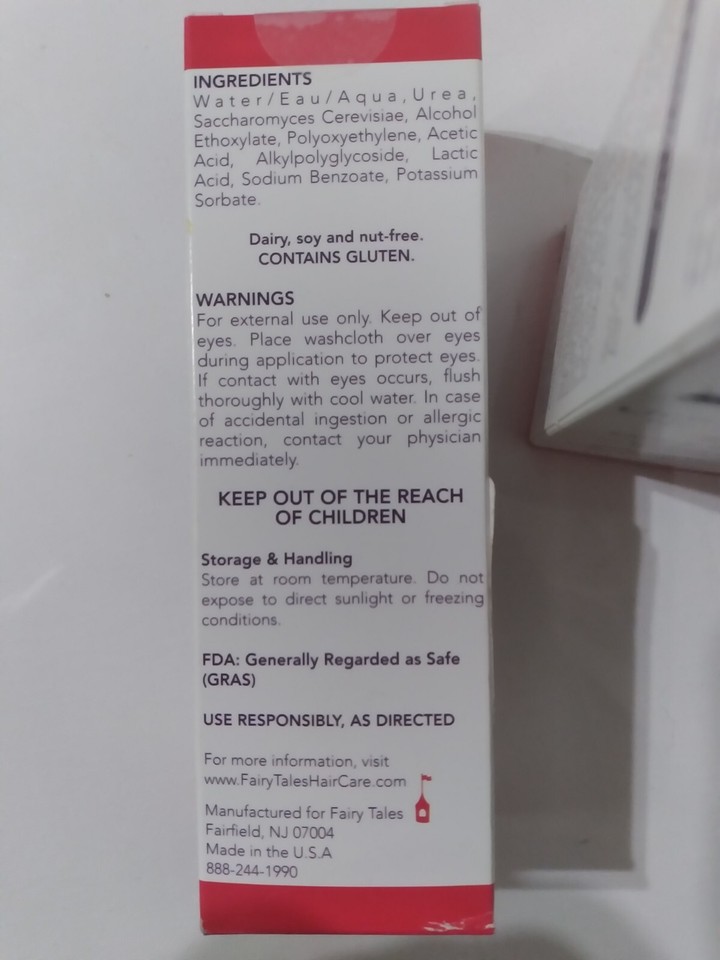 INGREDIENTS
Water/Eau/Aqua, Urea,
Saccharomyces Cerevisiae, Alcohol
Ethoxylate, Polyoxyethylene, Acetic
Acid, Alkylpolyglycoside, Lactic
Acid, Sodium Benzoate, Potassium
Sorbate.
Dairy, soy and nut-free.
CONTAINS GLUTEN.
WARNINGS
For external use only. Keep out of
eyes. Place washcloth over eyes
during application to protect eyes.
If contact with eyes occurs, flush
thoroughly with cool water. In case
of accidental ingestion or allergic
reaction, contact your physician
immediately.
KEEP OUT OF THE REACH
OF CHILDREN
Storage & Handling
Store at room temperature. Do not
expose to direct sunlight or freezing
conditions.
FDA: Generally Regarded as Safe
(GRAS)
USE RESPONSIBLY, AS DIRECTED
For more information, visit
www.FairyTalesHairCare.com
Manufactured for Fairy Tales
Fairfield, NJ 07004
Made in the U.S.A
888-244-1990